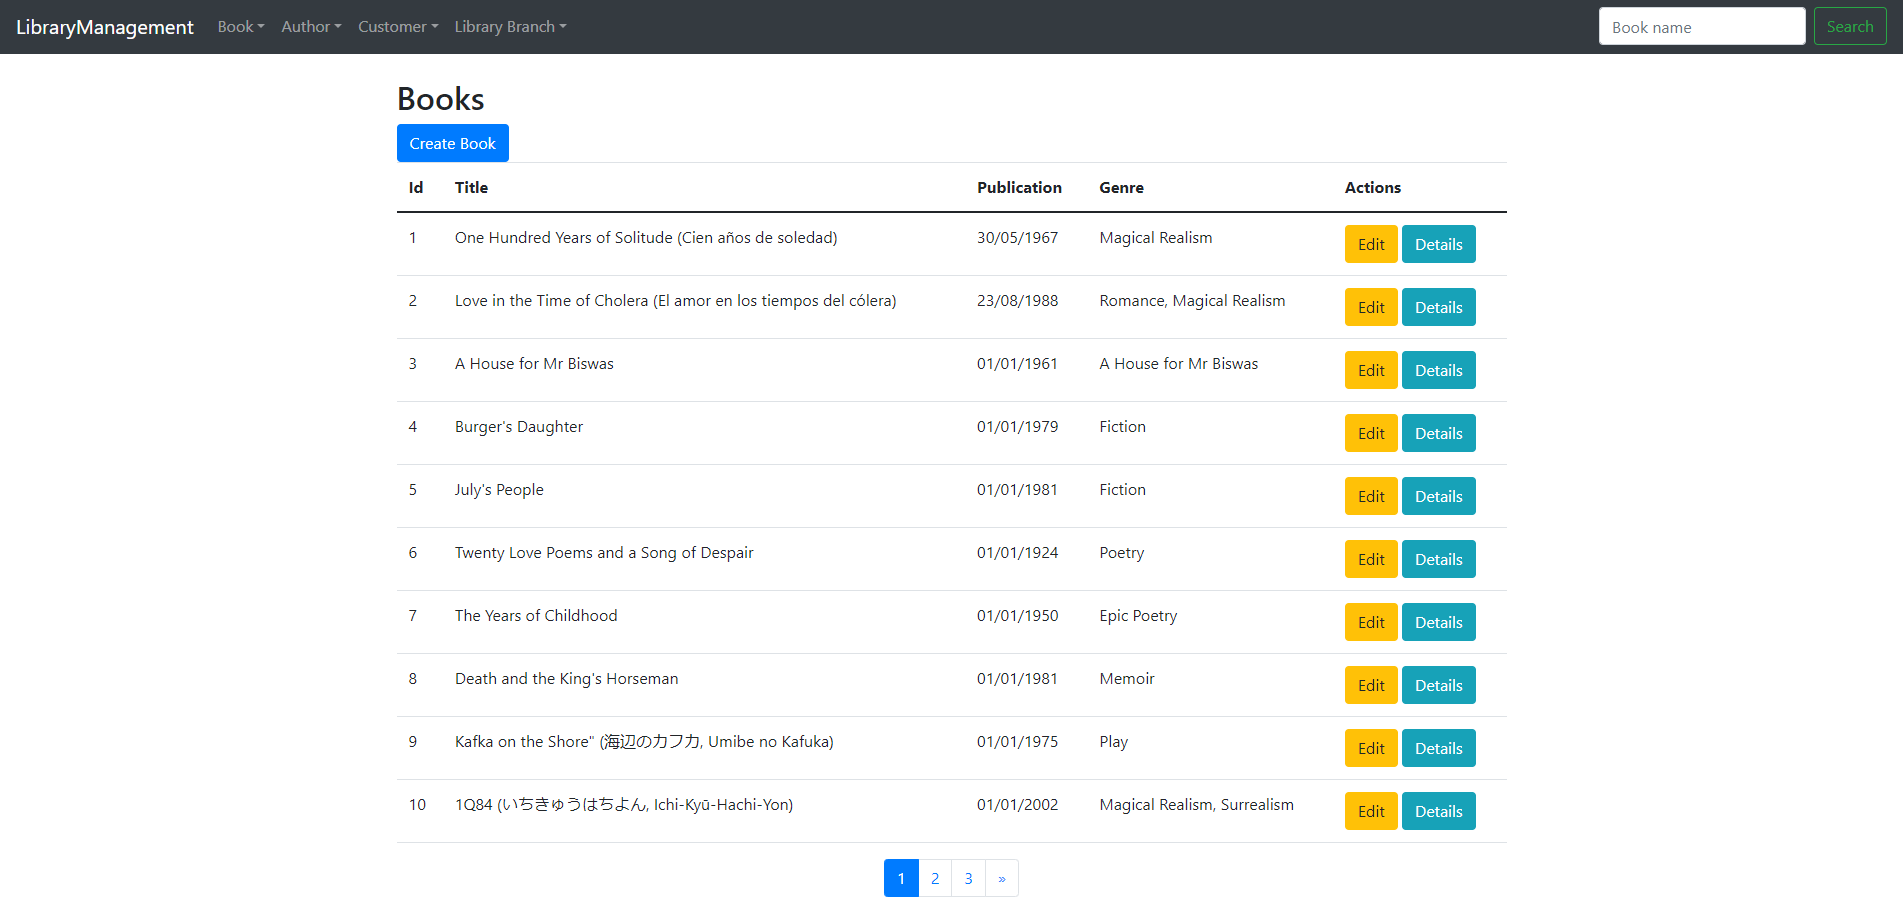 LibraryManagement Book Author Customer Library Branch Book name Search
Books
Create Book
Id Title Publication Genre Actions
1 One Hundred Years of Solitude (Cien años de soledad) 30/05/1967 Magical Realism Edit Details
2 Love in the Time of Cholera (El amor en los tiempos del cólera) 23/08/1988 Romance, Magical Realism Edit Details
3 A House for Mr Biswas 01/01/1961 A House for Mr Biswas Edit Details
4 Burger's Daughter 01/01/1979 Fiction Edit Details
5 July's People 01/01/1981 Fiction Edit Details
6 Twenty Love Poems and a Song of Despair 01/01/1924 Poetry Edit Details
7 The Years of Childhood 01/01/1950 Epic Poetry Edit Details
8 Death and the King's Horseman 01/01/1981 Memoir Edit Details
9 Kafka on the Shore" (海辺のカフカ, Umibe no Kafuka) 01/01/1975 Play Edit Details
10 1Q84 (いちきゅうはちよん, Ichi-Kyū-Hachi-Yon) 01/01/2002 Magical Realism, Surrealism Edit Details
1 2 3 »